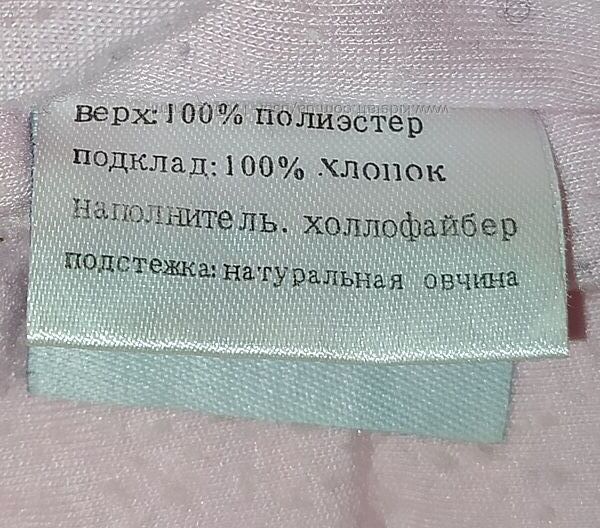 верх: 100% полиэстер
подклад: 100% хлопок
наполнитель. холлофайбер
подстежка: натуральная овчина